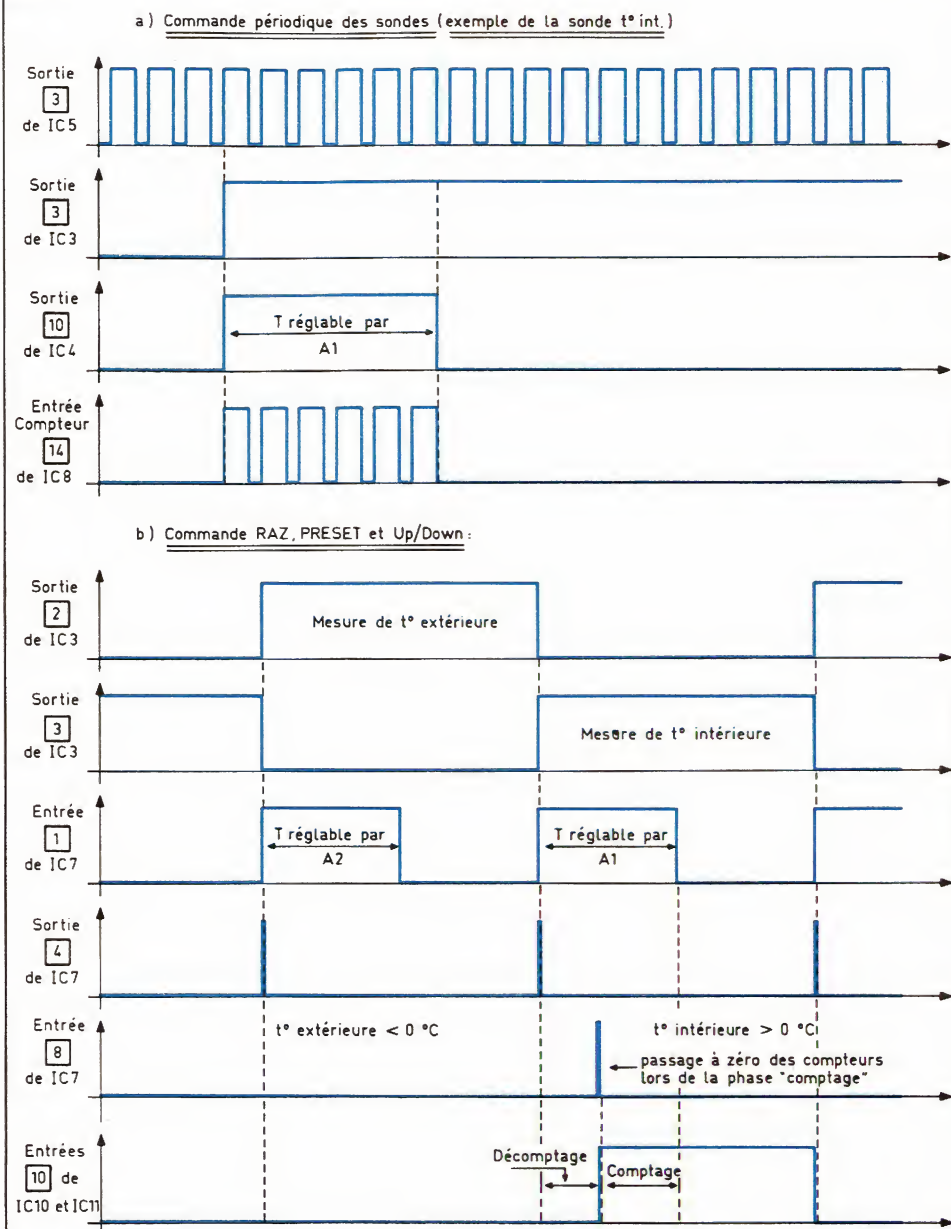 a) Commande périodique des sondes (exemple de la sonde t° int.)
Sortie
3
de IC5
Sortie
3
de IC3
Sortie
10
de IC4
T réglable par
A1
Entrée
Compteur
14
de IC8
b) Commande RAZ, PRESET et Up/Down:
Sortie
2
de IC3
Mesure de t° extérieure
Sortie
3
de IC3
Mesure de t° intérieure
Entrée
1
de IC7
T réglable par
A2
T réglable par
A1
Sortie
4
de IC7
Entrée
8
de IC7
t° extérieure < 0 °C
t° intérieure > 0 °C
passage à zéro des compteurs
lors de la phase "comptage"
Entrées
10 de
IC10 et IC11
Décomptage
Comptage